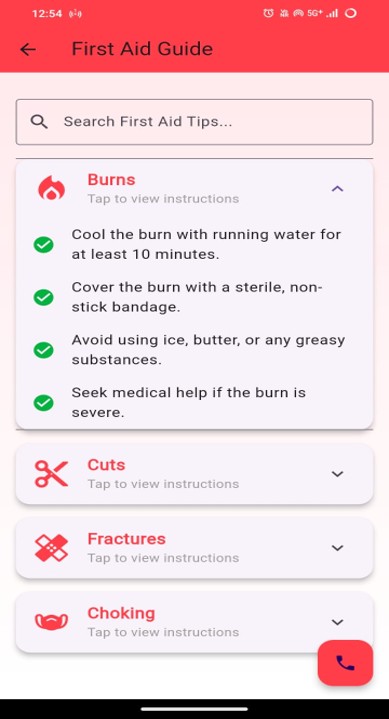 12:54 5G+
First Aid Guide
Search First Aid Tips...
Burns
Tap to view instructions
Cool the burn with running water for
at least 10 minutes.
Cover the burn with a sterile, non-
stick bandage.
Avoid using ice, butter, or any greasy
substances.
Seek medical help if the burn is
severe.
Cuts
Tap to view instructions
Fractures
Tap to view instructions
Choking
Tap to view instructions